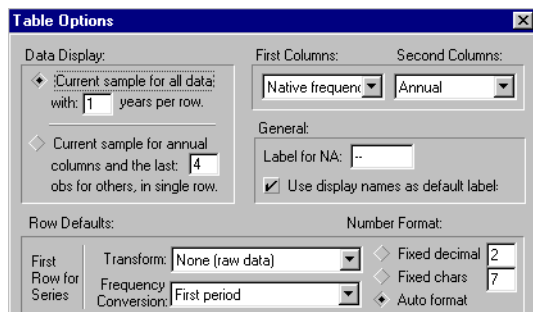 Table Options
Data Display:
Current sample for all data;
with: 1 years per row.
Current sample for annual
columns and the last: 4
obs for others, in single row.
First Columns: Second Columns:
Native frequenc Annual
General:
Label for NA: --
Use display names as default label:
Row Defaults: Number Format:
First
Row for
Series
Transform: None (raw data)
Frequency
Conversion: First period
Fixed decimal 2
Fixed chars 7
Auto format